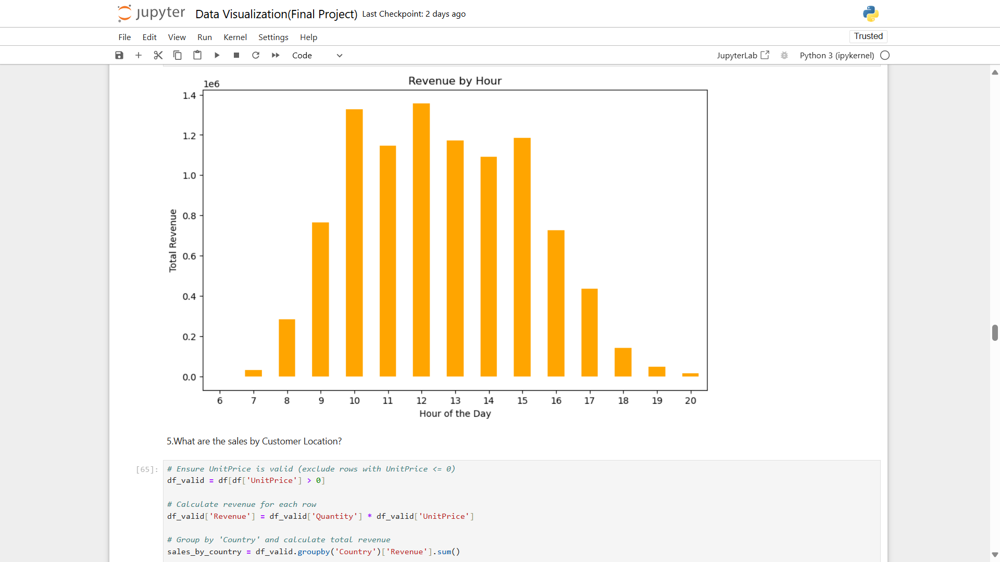 jupyter Data Visualization(Final Project) Last Checkpoint: 2 days ago
File Edit View Run Kernel Settings Help Trusted
Code JupyterLab Python 3 (ipykernel)
Revenue by Hour
1e6
1.4
1.2
1.0
0.8
0.6
0.4
0.2
0.0
Total Revenue
6 7 8 9 10 11 12 13 14 15 16 17 18 19 20
Hour of the Day
5.What are the sales by Customer Location?
[65]: # Ensure UnitPrice is valid (exclude rows with UnitPrice <= 0)
df_valid = df[df['UnitPrice'] > 0]
# Calculate revenue for each row
df_valid['Revenue'] = df_valid['Quantity'] * df_valid['UnitPrice']
# Group by 'Country' and calculate total revenue
sales_by_country = df_valid.groupby('Country')['Revenue'].sum()